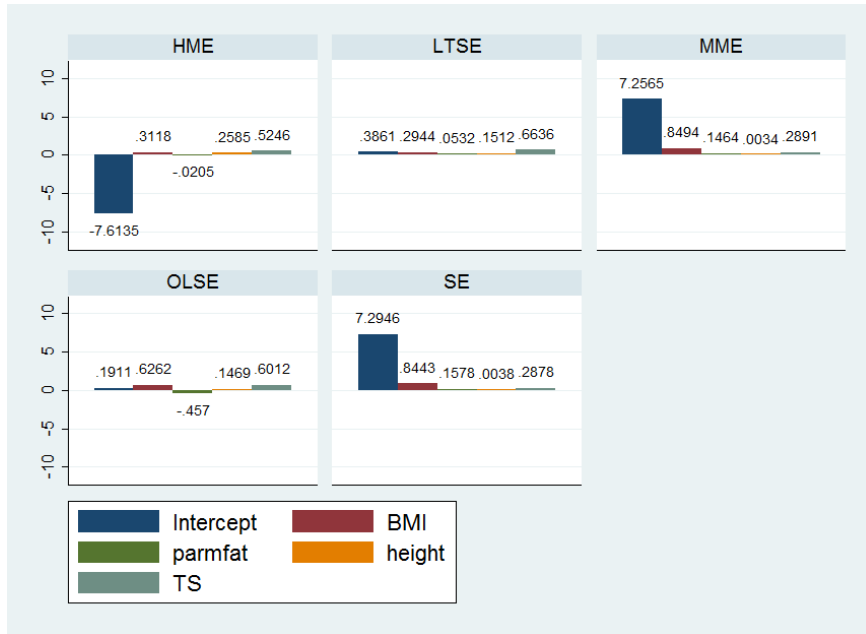 HME LTSE MME
10
5
0
-5
-10
-7.6135 .3118 -.0205 .2585 .5246
.3861 .2944 .0532 .1512 .6636
7.2565 .8494 .1464 .0034 .2891
OLSE SE
10
5
0
-5
-10
.1911 .6262 -.457 .1469 .6012
7.2946 .8443 .1578 .0038 .2878
Intercept BMI
parmfat height
TS